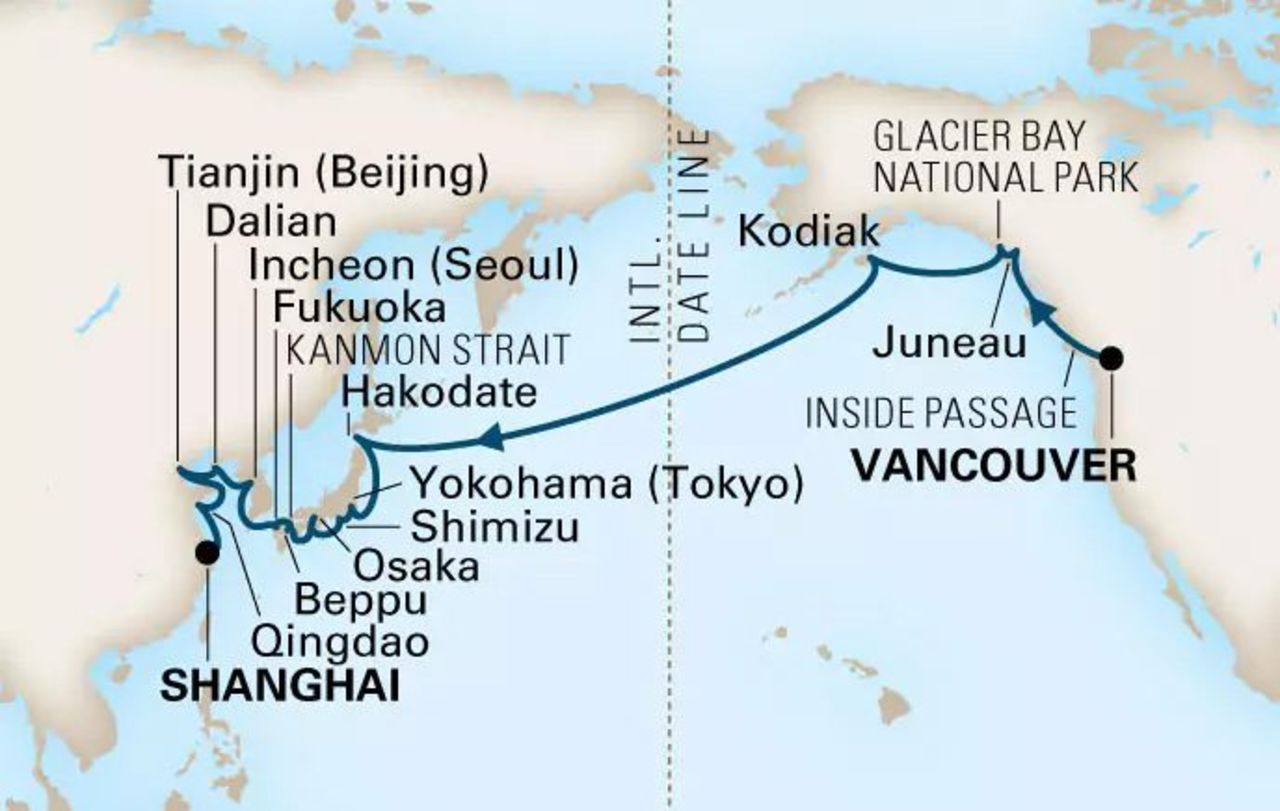 GLACIER BAY
NATIONAL PARK
Tianjin (Beijing)
Dalian
Incheon (Seoul)
Fukuoka
KANMON STRAIT
Hakodate
INTL.
DATE LINE
Kodiak
Juneau
INSIDE PASSAGE
VANCOUVER
Yokohama (Tokyo)
Shimizu
Osaka
Beppu
Qingdao
SHANGHAI